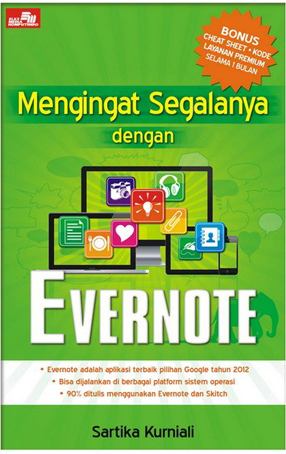 BONUS
CHEAT SHEET • KODE
LAYANAN PREMIUM
SELAMA 1 BULAN
Mengingat Segalanya
dengan
EVERNOTE
• Evernote adalah aplikasi terbaik pilihan Google tahun 2012
• Bisa dijalankan di berbagai platform sistem operasi
• 90% ditulis menggunakan Evernote dan Skitch
Sartika Kurniali